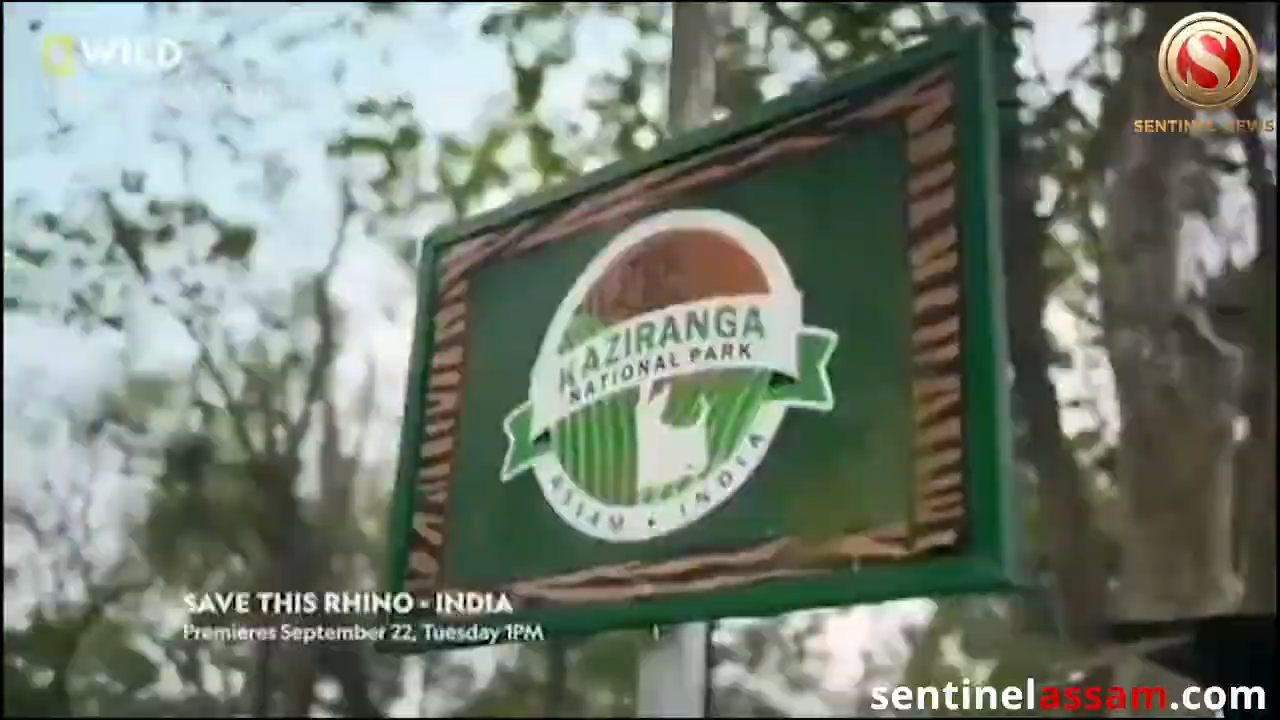 WILD
SENTINEL NEWS
KAZIRANGA
NATIONAL PARK
ASSAM • INDIA
SAVE THIS RHINO - INDIA
Premieres September 22, Tuesday 1PM
sentinelassam.com